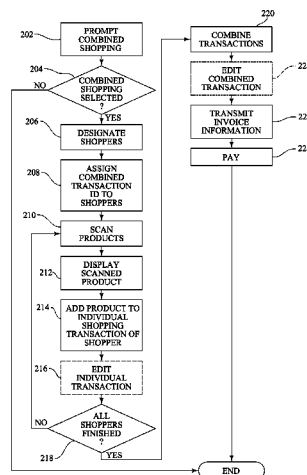 202
PROMPT
COMBINED
SHOPPING
204
COMBINED
SHOPPING
SELECTED
?
NO
YES
206
DESIGNATE
SHOPPERS
208
ASSIGN
COMBINED
TRANSACTION
ID TO
SHOPPERS
210
SCAN
PRODUCTS
212
DISPLAY
SCANNED
PRODUCT
214
ADD PRODUCT TO
INDIVIDUAL
SHOPPING
TRANSACTION OF
SHOPPER
216
EDIT
INDIVIDUAL
TRANSACTION
NO
ALL
SHOPPERS
FINISHED
?
218
YES
220
COMBINE
TRANSACTIONS
EDIT
COMBINED
TRANSACTION
22
TRANSMIT
INVOICE
INFORMATION
22
PAY
22
END